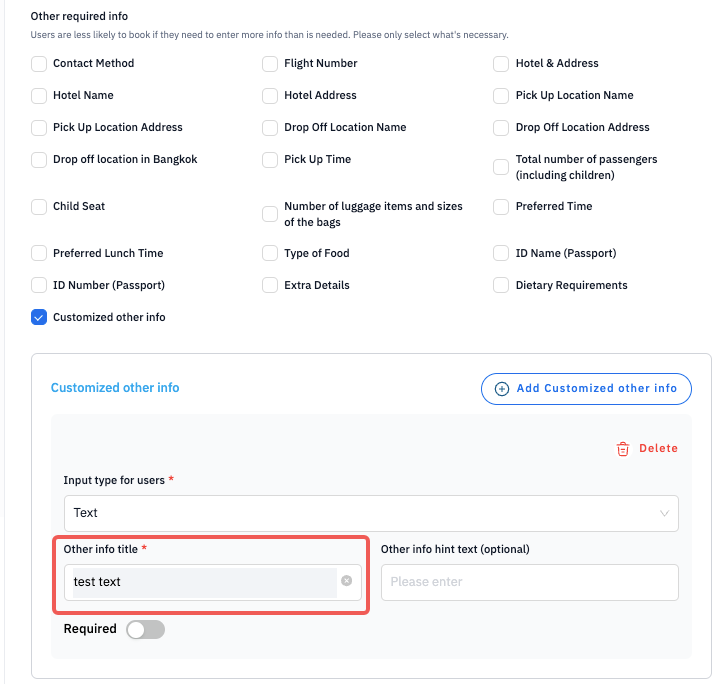 Other required info
Users are less likely to book if they need to enter more info than is needed. Please only select what's necessary.
Contact Method
Flight Number
Hotel & Address
Hotel Name
Hotel Address
Pick Up Location Name
Pick Up Location Address
Drop Off Location Name
Drop Off Location Address
Drop off location in Bangkok
Pick Up Time
Total number of passengers
(including children)
Child Seat
Number of luggage items and sizes
of the bags
Preferred Time
Preferred Lunch Time
Type of Food
ID Name (Passport)
ID Number (Passport)
Extra Details
Dietary Requirements
Customized other info
Customized other info
Add Customized other info
Delete
Input type for users *
Text
Other info title *
Other info hint text (optional)
test text
Please enter
Required